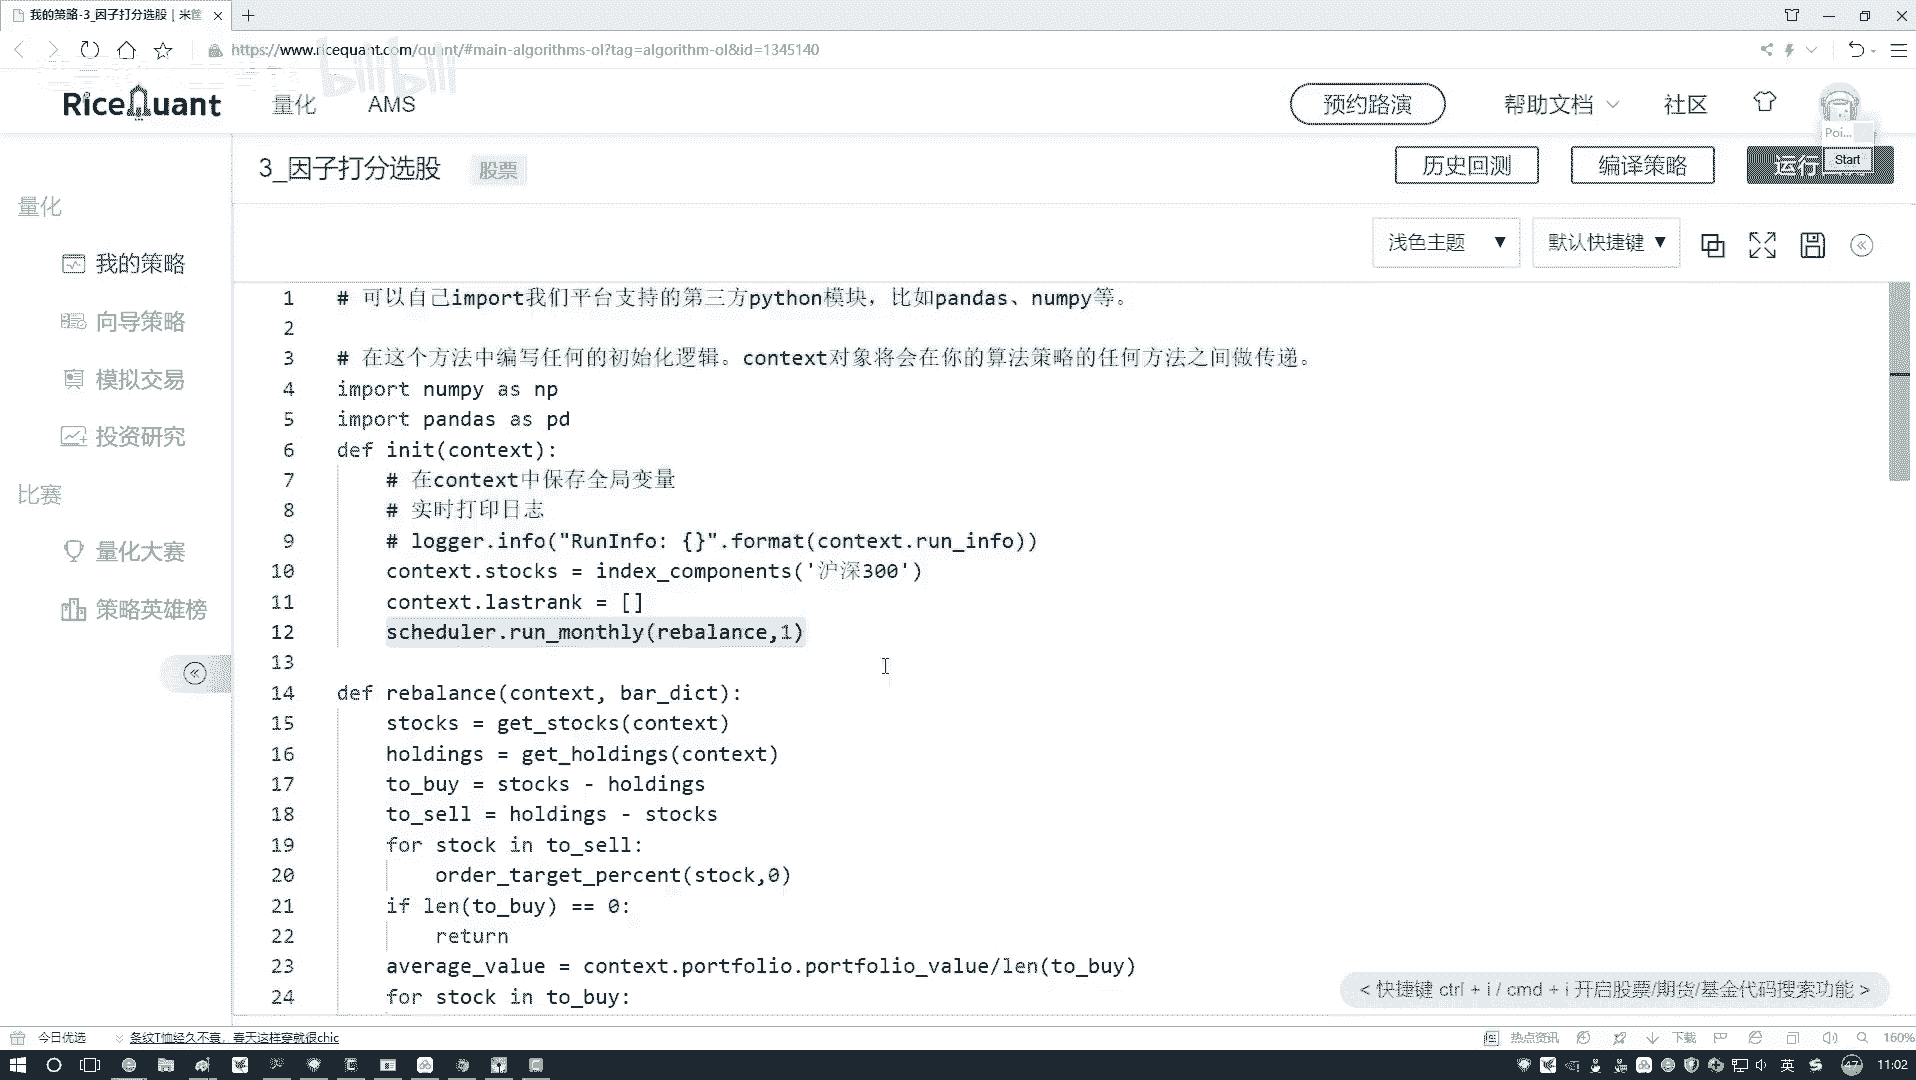 我的策略-3_因子打分选股 | 米筐
https://www.ricequant.com/quant/#main-algorithms-ol?tag=algorithm-ol&id=1345140
bilibili
RiceQuant 量化 AMS 预约路演 帮助文档 社区
Poi...
3_因子打分选股 股票 历史回测 编译策略 运行 Start
量化
浅色主题 ▼ 默认快捷键 ▼
我的策略
向导策略
模拟交易
投资研究
比赛
量化大赛
策略英雄榜
1 # 可以自己import我们平台支持的第三方python模块，比如pandas、numpy等。
2
3 # 在这个方法中编写任何的初始化逻辑。context对象将会在你的算法策略的任何方法之间做传递。
4 import numpy as np
5 import pandas as pd
6 def init(context):
7 # 在context中保存全局变量
8 # 实时打印日志
9 # logger.info("RunInfo: {}".format(context.run_info))
10 context.stocks = index_components('沪深300')
11 context.lastrank = []
12 scheduler.run_monthly(rebalance,1)
13
14 def rebalance(context, bar_dict):
15 stocks = get_stocks(context)
16 holdings = get_holdings(context)
17 to_buy = stocks - holdings
18 to_sell = holdings - stocks
19 for stock in to_sell:
20 order_target_percent(stock,0)
21 if len(to_buy) == 0:
22 return
23 average_value = context.portfolio.portfolio_value/len(to_buy)
24 for stock in to_buy:
< 快捷键 ctrl + i / cmd + i 开启股票/期货/基金代码搜索功能 >
今日优选 条纹T恤经久不衰，春天这样穿就很chic 热点资讯 下载 160%
英 47 11:02